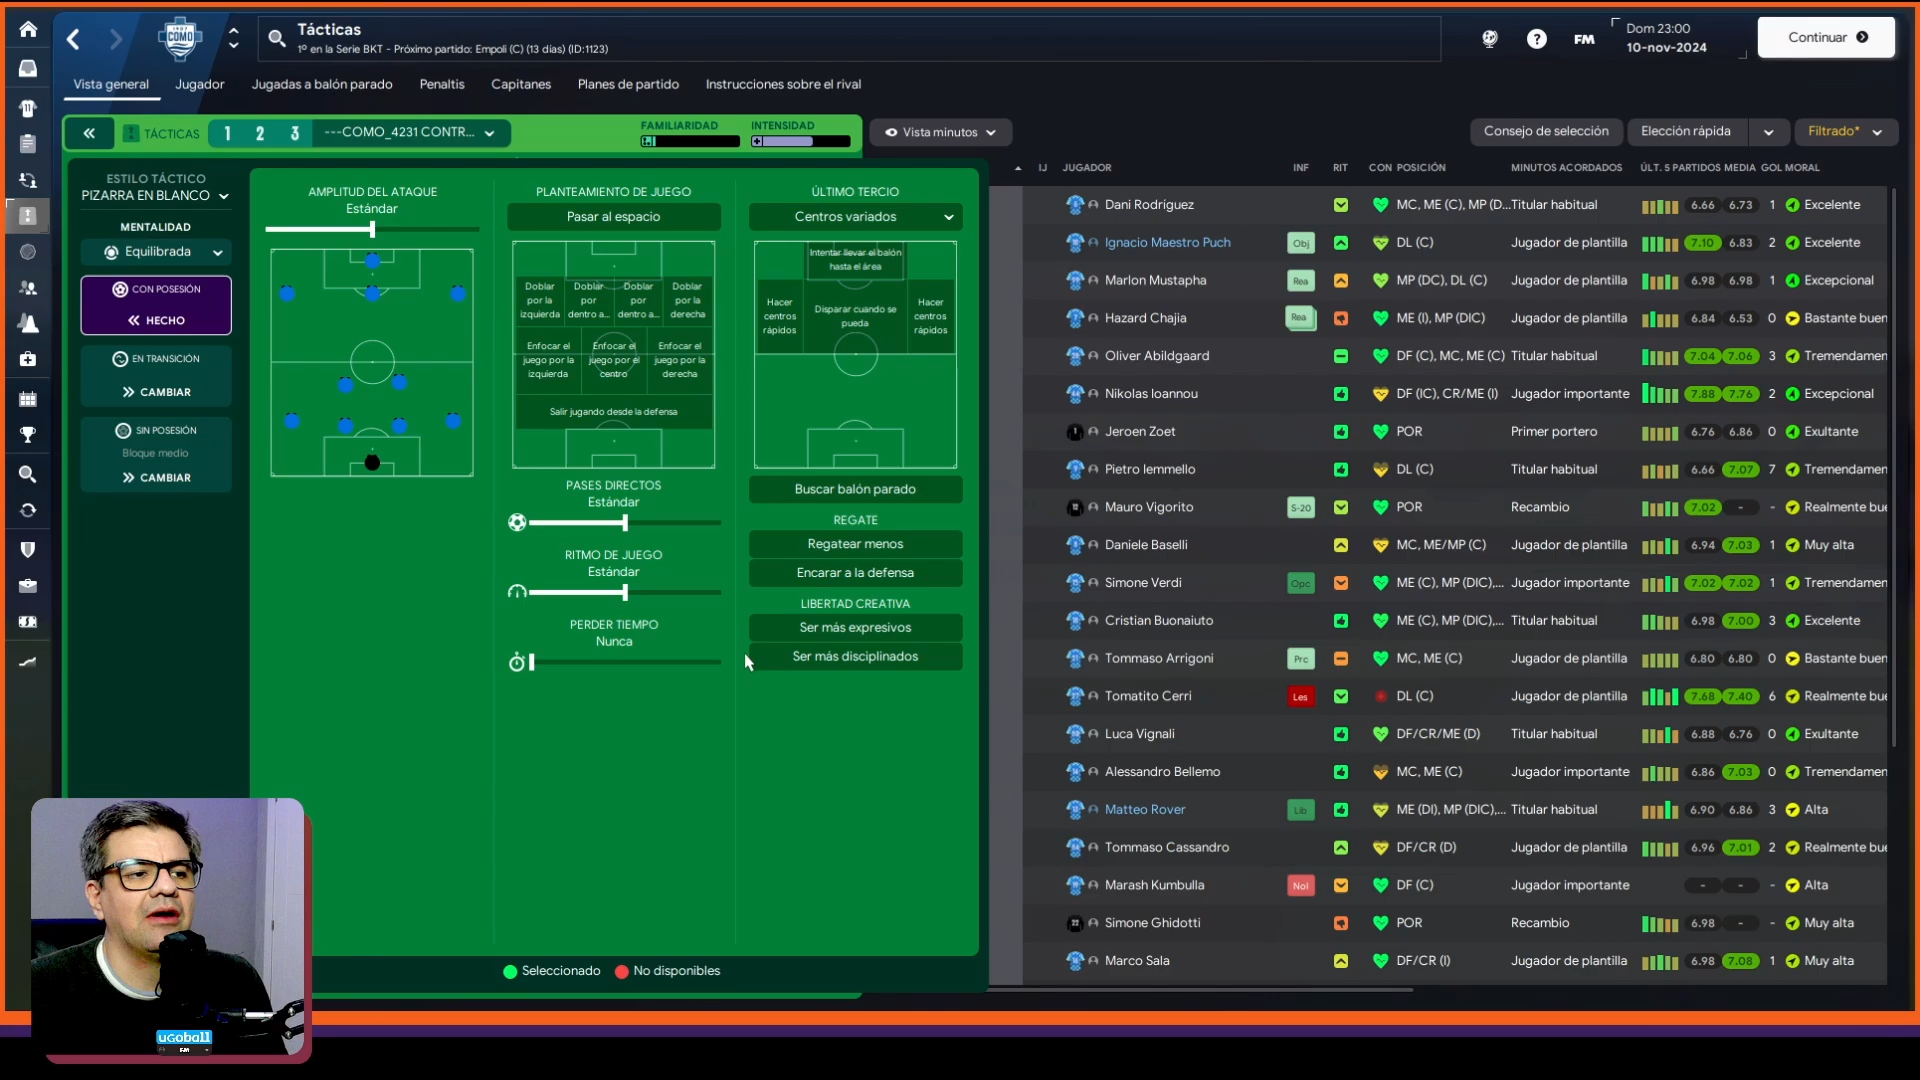 Tácticas
1º en la Serie BKT - Próximo partido: Empoli (C) (13 días) (ID:1123)
FM
Dom 23:00
10-nov-2024
Continuar
Vista general
Jugador
Jugadas a balón parado
Penaltis
Capitanes
Planes de partido
Instrucciones sobre el rival
TÁCTICAS
1 2 3
---COMO_4231 CONTR...
FAMILIARIDAD
INTENSIDAD
Vista minutos
Consejo de selección
Elección rápida
Filtrado*
ESTILO TÁCTICO
PIZARRA EN BLANCO
MENTALIDAD
Equilibrada
CON POSESIÓN
HECHO
EN TRANSICIÓN
CAMBIAR
SIN POSESIÓN
Bloque medio
CAMBIAR
AMPLITUD DEL ATAQUE
Estándar
PLANTEAMIENTO DE JUEGO
Pasar al espacio
Doblar por la izquierda
Doblar por dentro a...
Doblar por dentro a...
Doblar por la derecha
Enfocar el juego por la izquierda
Enfocar el juego por el centro
Enfocar el juego por la derecha
Salir jugando desde la defensa
PASES DIRECTOS
Estándar
RITMO DE JUEGO
Estándar
PERDER TIEMPO
Nunca
ÚLTIMO TERCIO
Centros variados
Intentar llevar el balón hasta el área
Hacer centros rápidos
Disparar cuando se pueda
Hacer centros rápidos
Buscar balón parado
REGATE
Regatear menos
Encarar a la defensa
LIBERTAD CREATIVA
Ser más expresivos
Ser más disciplinados
Seleccionado
No disponibles
IJ JUGADOR INF RIT CON POSICIÓN MINUTOS ACORDADOS ÚLT. 5 PARTIDOS MEDIA GOL MORAL
Dani Rodríguez MC, ME (C), MP (D... Titular habitual 6.66 6.73 1 Excelente
Ignacio Maestro Puch Obj DL (C) Jugador de plantilla 7.10 6.83 2 Excelente
Marlon Mustapha Rea MP (DC), DL (C) Jugador de plantilla 6.98 6.98 1 Excepcional
Hazard Chajia Rea ME (I), MP (DIC) Jugador de plantilla 6.84 6.53 0 Bastante buen
Oliver Abildgaard DF (C), MC, ME (C) Titular habitual 7.04 7.06 3 Tremendamen
Nikolas Ioannou DF (IC), CR/ME (I) Jugador importante 7.88 7.76 2 Excepcional
Jeroen Zoet POR Primer portero 6.76 6.86 0 Exultante
Pietro Iemmello DL (C) Titular habitual 6.66 7.07 7 Tremendamen
Mauro Vigorito S-20 POR Recambio 7.02 - - Realmente bue
Daniele Baselli MC, ME/MP (C) Jugador de plantilla 6.94 7.03 1 Muy alta
Simone Verdi Opc ME (C), MP (DIC),... Jugador importante 7.02 7.02 1 Tremendamen
Cristian Buonaiuto ME (C), MP (DIC),... Titular habitual 6.98 7.00 3 Excelente
Tommaso Arrigoni Prc MC, ME (C) Jugador de plantilla 6.80 6.80 0 Bastante buen
Tomatito Cerri Les DL (C) Jugador de plantilla 7.68 7.40 6 Realmente bue
Luca Vignali DF/CR/ME (D) Titular habitual 6.88 6.76 0 Exultante
Alessandro Bellemo MC, ME (C) Jugador importante 6.86 7.03 0 Tremendamen
Matteo Rover Lib ME (DI), MP (DIC),... Titular habitual 6.90 6.86 3 Alta
Tommaso Cassandro DF/CR (D) Jugador de plantilla 6.96 7.01 2 Realmente bue
Marash Kumbulla NoI DF (C) Jugador importante - - - Alta
Simone Ghidotti POR Recambio 6.98 - - Muy alta
Marco Sala DF/CR (I) Jugador de plantilla 6.98 7.08 1 Muy alta
COMO
uGoball
FM